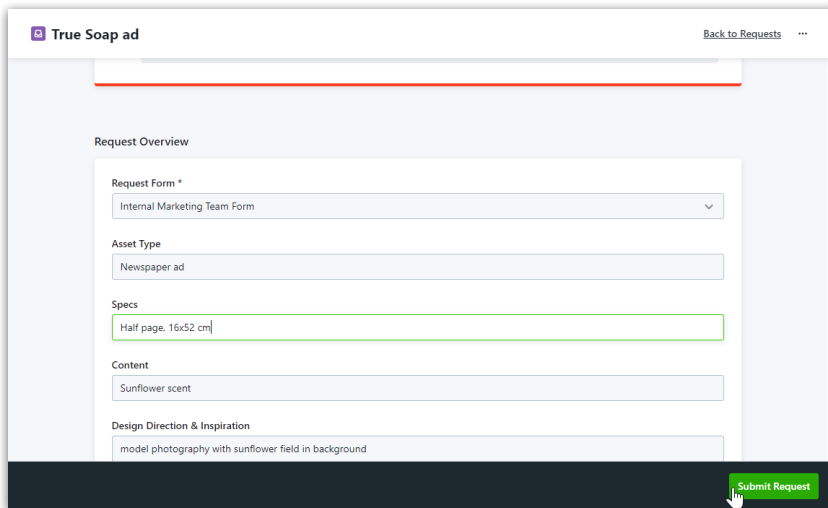 True Soap ad
Back to Requests ...
Request Overview
Request Form *
Internal Marketing Team Form
Asset Type
Newspaper ad
Specs
Half page, 16x52 cm
Content
Sunflower scent
Design Direction & Inspiration
model photography with sunflower field in background
Submit Request